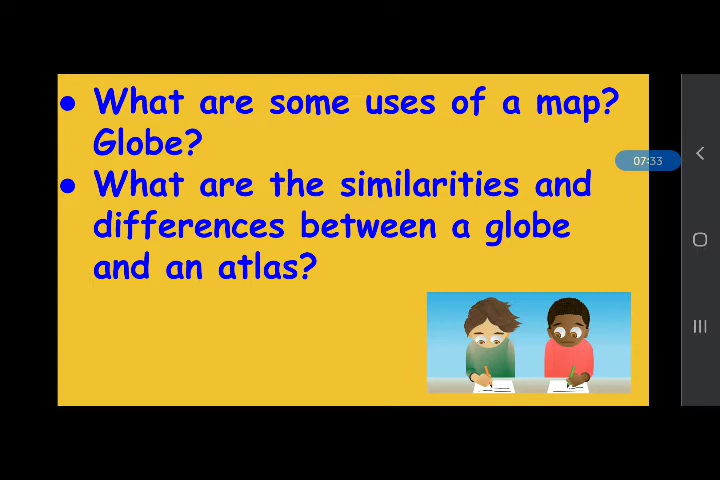 ● What are some uses of a map?
Globe?
● What are the similarities and
differences between a globe
and an atlas?
07:33